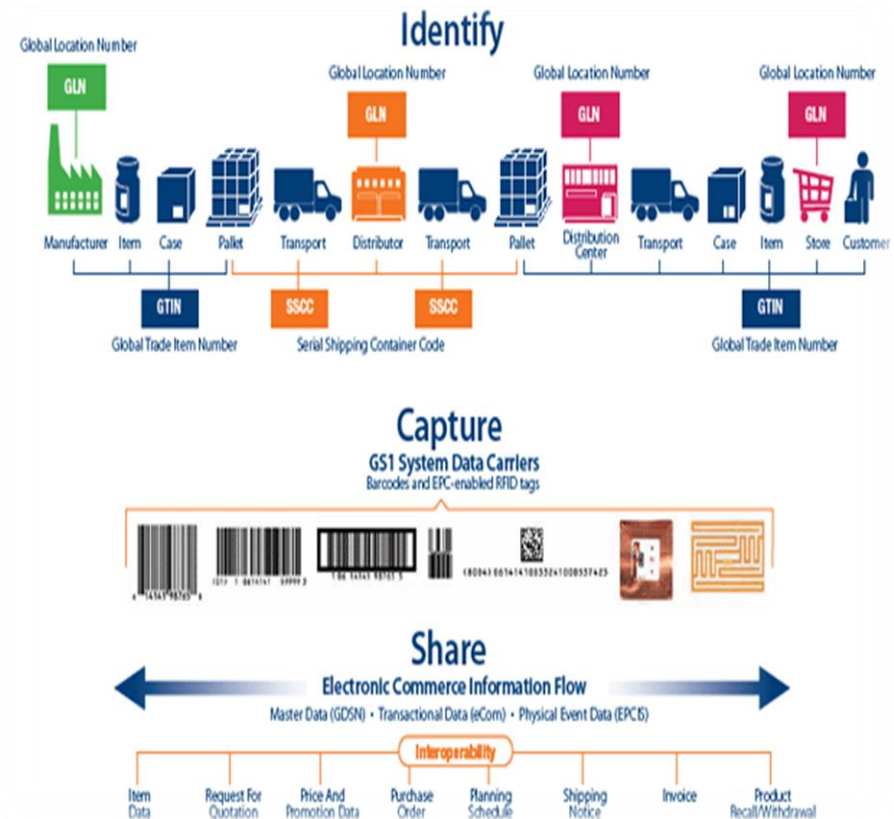 Identify
Global Location Number
Global Location Number
Global Location Number
Global Location Number
GLN
GLN
GLN
GLN
Manufacturer
Item
Case
Pallet
Transport
Distributor
Transport
Pallet
Distribution
Center
Transport
Case
Item
Store
Customer
GTIN
SSCC
SSCC
GTIN
Global Trade Item Number
Serial Shipping Container Code
Global Trade Item Number
Capture
GS1 System Data Carriers
Barcodes and EPC-enabled RFID tags
Share
Electronic Commerce Information Flow
Master Data (GDSN) • Transactional Data (eCom) • Physical Event Data (EPCIS)
Interoperability
Item
Data
Request For
Quotation
Price And
Promotion Data
Purchase
Order
Planning
Schedule
Shipping
Notice
Invoice
Product
Recall/Withdrawal